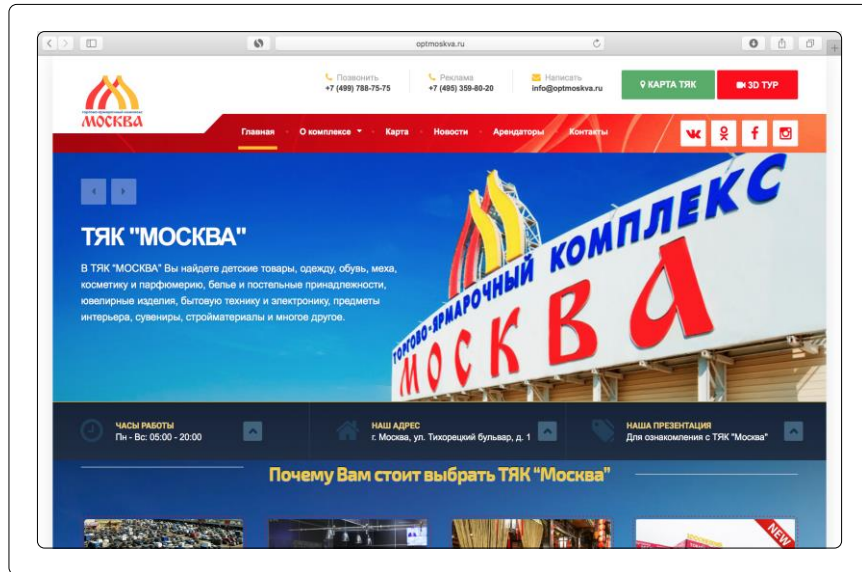 optmoskva.ru
Позвонить
+7 (499) 788-75-75
Реклама
+7 (495) 359-80-20
Написать
info@optmoskva.ru
КАРТА ТЯК
3D ТУР
торгово-ярмарочный комплекс
МОСКВА
Главная
О комплексе
Карта
Новости
Арендаторы
Контакты
ТЯК "МОСКВА"
В ТЯК "МОСКВА" Вы найдете детские товары, одежду, обувь, меха,
косметику и парфюмерию, белье и постельные принадлежности,
ювелирные изделия, бытовую технику и электронику, предметы
интерьера, сувениры, стройматериалы и многое другое.
ТОРГОВО-ЯРМАРОЧНЫЙ КОМПЛЕКС
МОСКВА
ЧАСЫ РАБОТЫ
Пн - Вс: 05:00 - 20:00
НАШ АДРЕС
г. Москва, ул. Тихорецкий бульвар, д. 1
НАША ПРЕЗЕНТАЦИЯ
Для ознакомления с ТЯК "Москва"
Почему Вам стоит выбрать ТЯК “Москва”
NEW